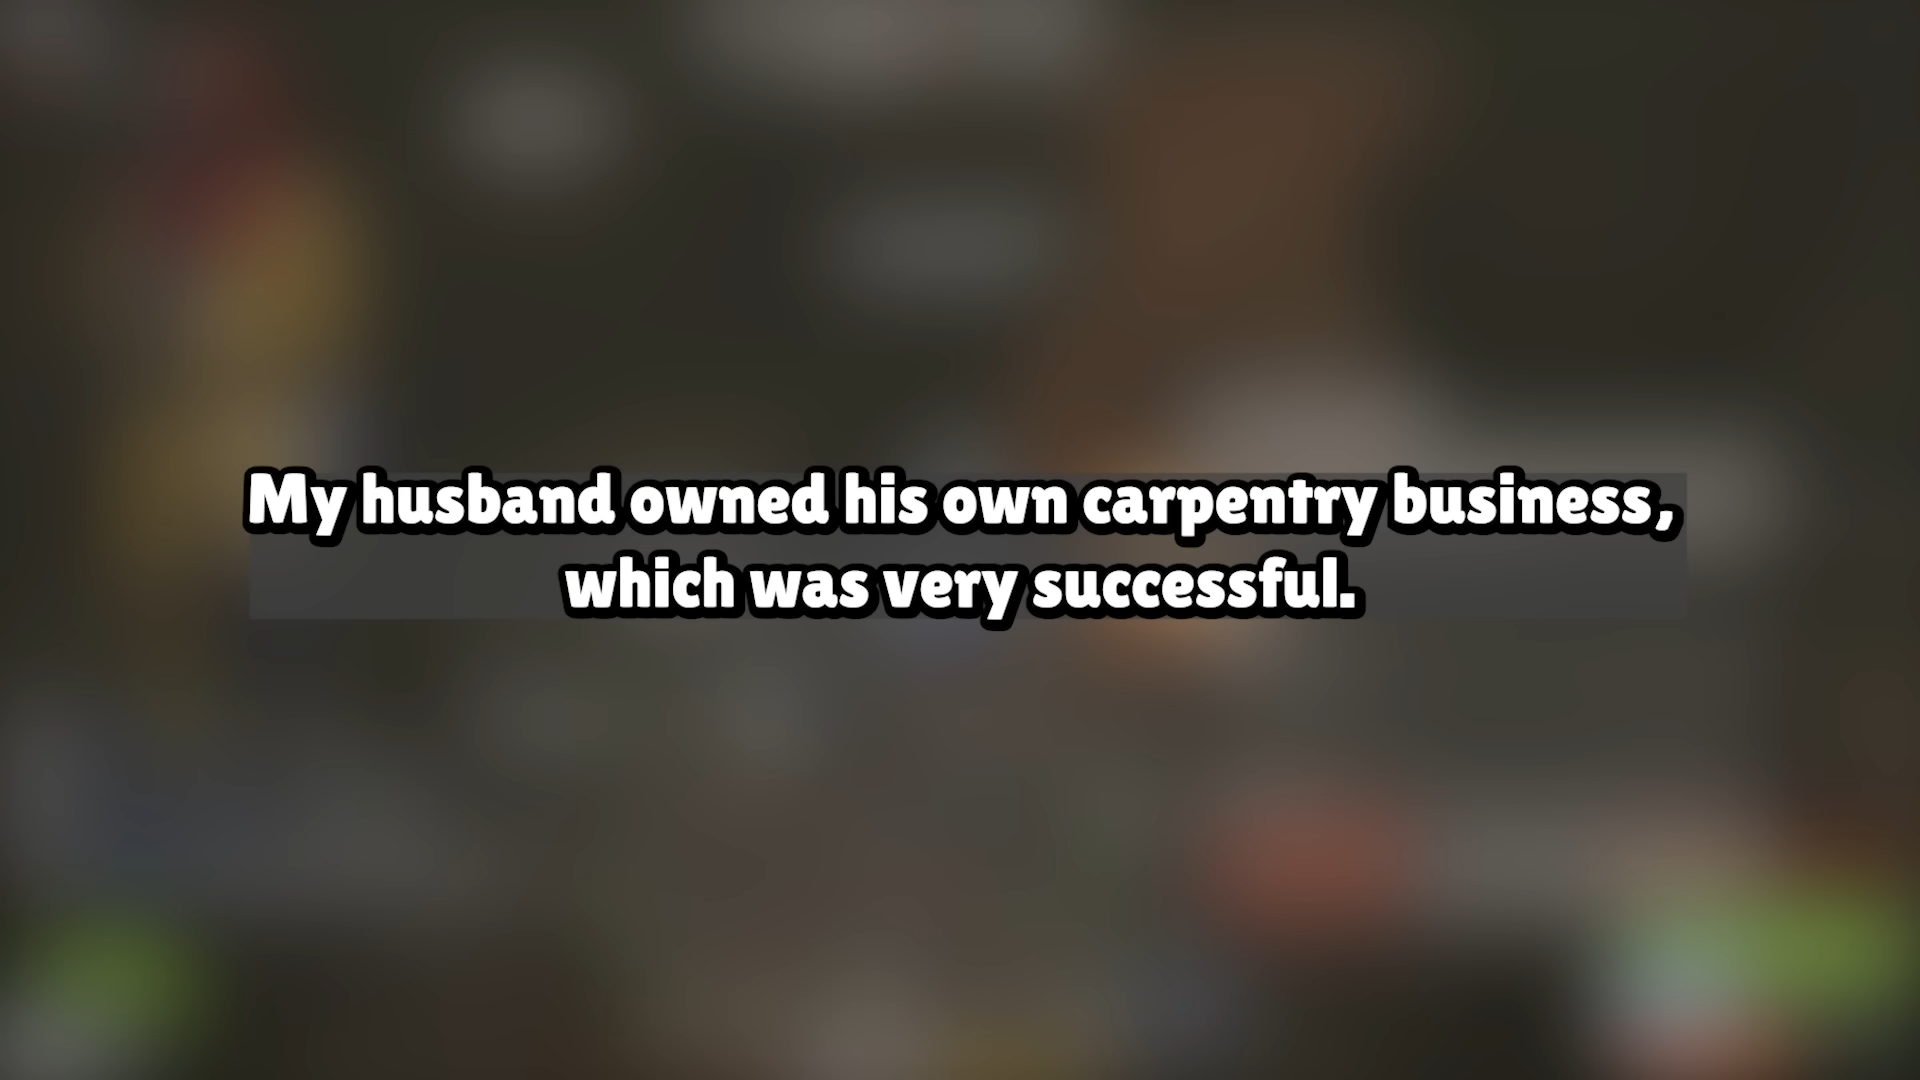 My husband owned his own carpentry business,
which was very successful.